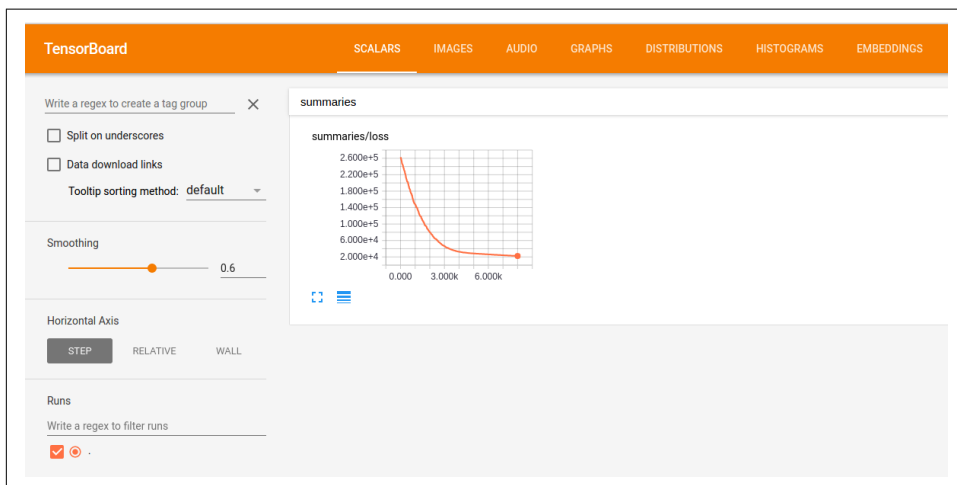 TensorBoard SCALARS IMAGES AUDIO GRAPHS DISTRIBUTIONS HISTOGRAMS EMBEDDINGS
Write a regex to create a tag group
Split on underscores
Data download links
Tooltip sorting method: default
Smoothing
0.6
Horizontal Axis
STEP RELATIVE WALL
Runs
Write a regex to filter runs
.
summaries
summaries/loss
2.600e+5
2.200e+5
1.800e+5
1.400e+5
1.000e+5
6.000e+4
2.000e+4
0.000 3.000k 6.000k